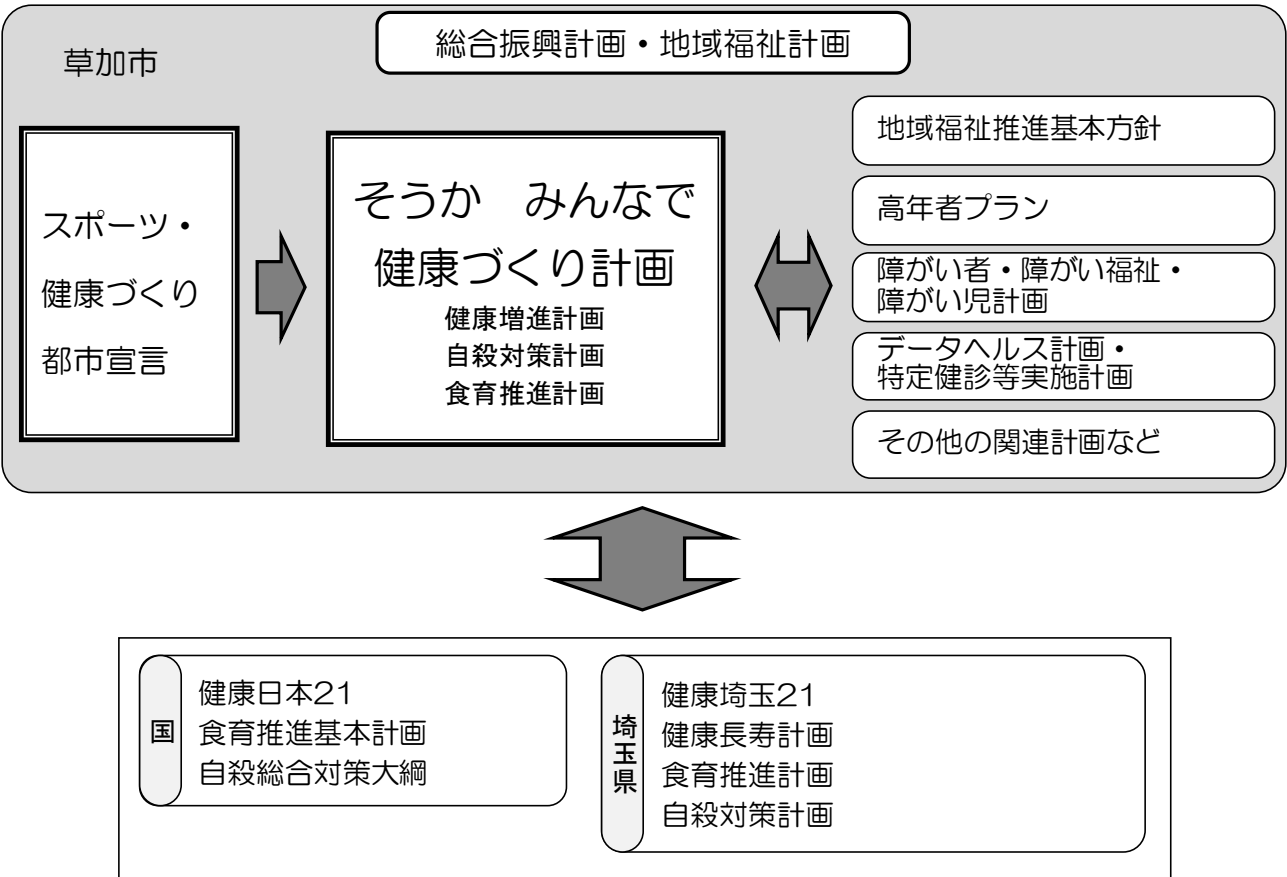 草加市
総合振興計画・地域福祉計画
スポーツ・
健康づくり
都市宣言
そうか　みんなで
健康づくり計画
健康増進計画
自殺対策計画
食育推進計画
地域福祉推進基本方針
高年者プラン
障がい者・障がい福祉・
障がい児計画
データヘルス計画・
特定健診等実施計画
その他の関連計画など
国
健康日本21
食育推進基本計画
自殺総合対策大綱
埼玉県
健康埼玉21
健康長寿計画
食育推進計画
自殺対策計画